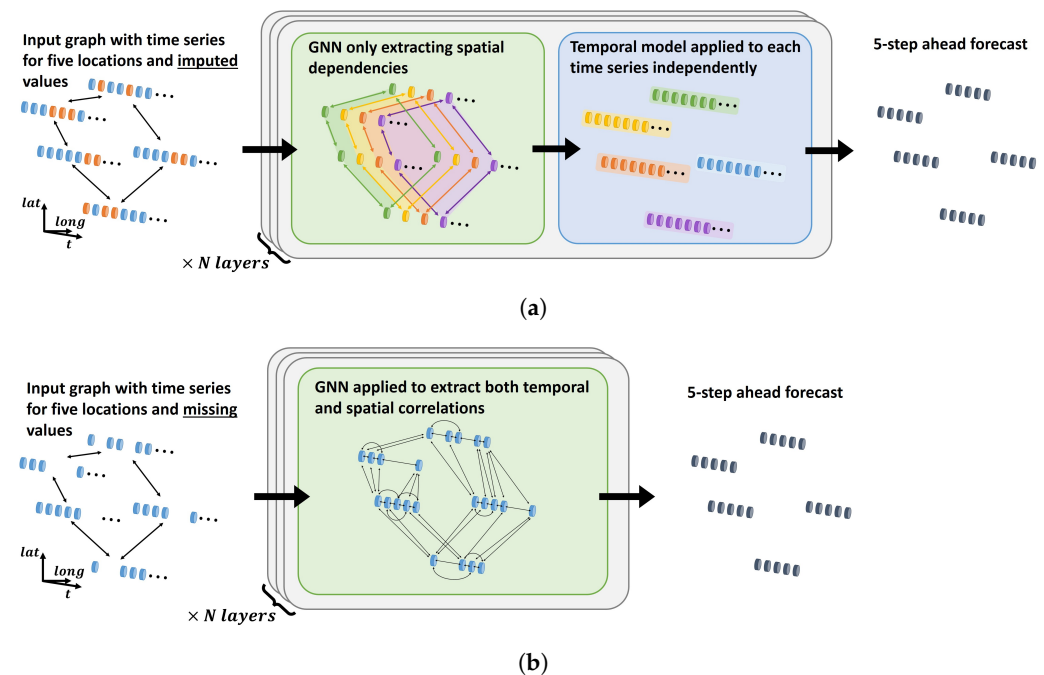 Input graph with time series
for five locations and imputed
values
GNN only extracting spatial
dependencies
Temporal model applied to each
time series independently
5-step ahead forecast
lat
long
t
× N layers
(a)
Input graph with time series
for five locations and missing
values
GNN applied to extract both temporal
and spatial correlations
5-step ahead forecast
lat
long
t
× N layers
(b)